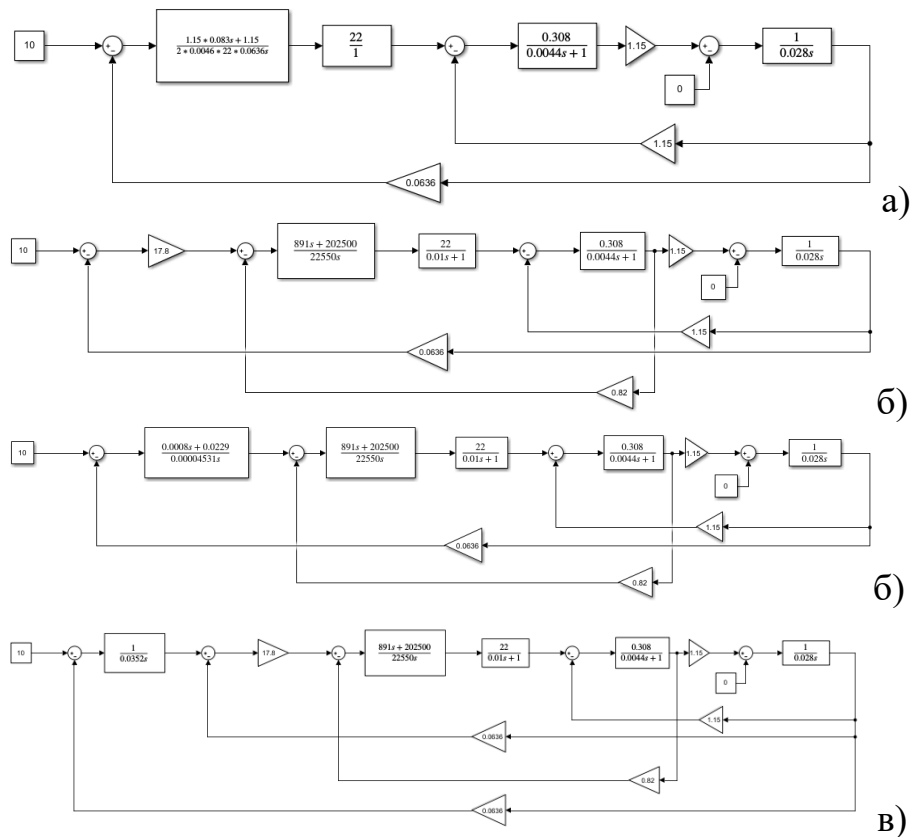 10
+
−
1.15 * 0.083s + 1.15
2 * 0.0046 * 22 * 0.0636s
22
1
+
−
0.308
0.0044s + 1
1.15
+
−
0
1
0.028s
1.15
0.0636
а)
10
+
−
17.8
+
−
891s + 202500
22550s
22
0.01s + 1
+
−
0.308
0.0044s + 1
1.15
+
−
0
1
0.028s
1.15
0.0636
0.82
б)
10
+
−
0.0008s + 0.0229
0.00004531s
+
−
891s + 202500
22550s
22
0.01s + 1
+
−
0.308
0.0044s + 1
1.15
+
−
0
1
0.028s
1.15
0.0636
0.82
б)
10
+
−
1
0.0352s
+
−
17.8
+
−
891s + 202500
22550s
22
0.01s + 1
+
−
0.308
0.0044s + 1
1.15
+
−
0
1
0.028s
1.15
0.0636
0.82
0.0636
в)